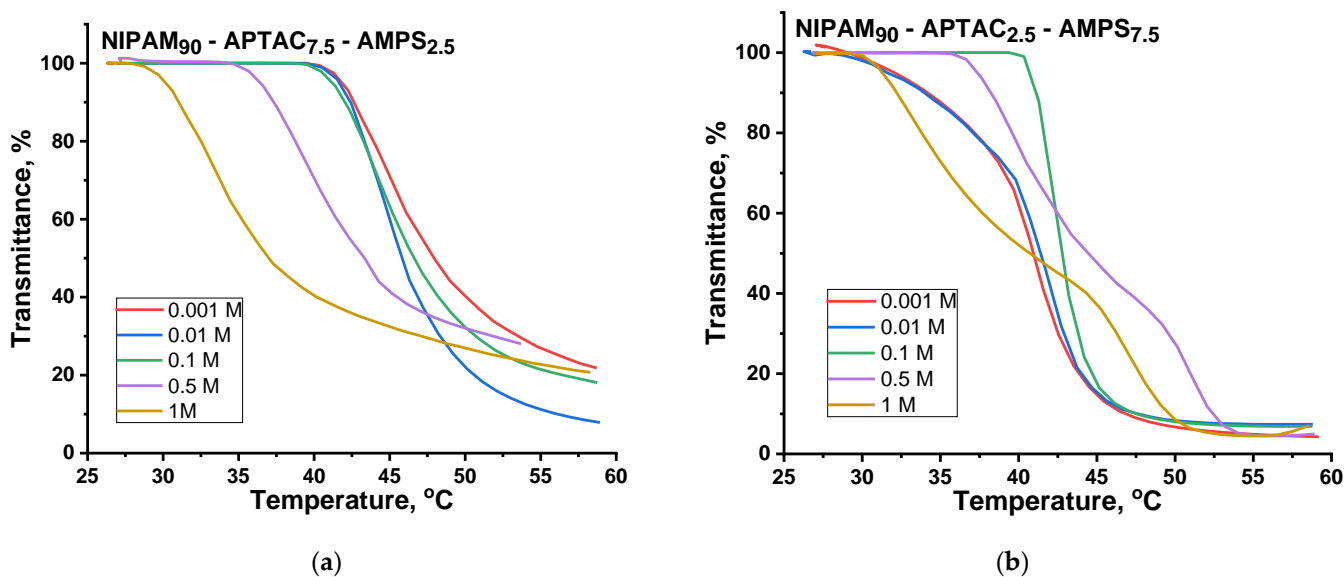 NIPAM₉₀ - APTAC₇.₅ - AMPS₂.₅
Transmittance, %
100
80
60
40
20
0
0.001 M
0.01 M
0.1 M
0.5 M
1M
25 30 35 40 45 50 55 60
Temperature, °C
(a)
NIPAM₉₀ - APTAC₂.₅ - AMPS₇.₅
Transmittance, %
100
80
60
40
20
0
0.001 M
0.01 M
0.1 M
0.5 M
1 M
25 30 35 40 45 50 55 60
Temperature, °C
(b)